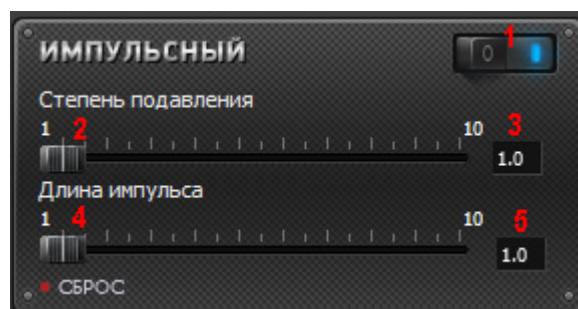 ИМПУЛЬСНЫЙ 0 1
Степень подавления
1 2 10 3
1.0
Длина импульса
1 4 10 5
1.0
СБРОС